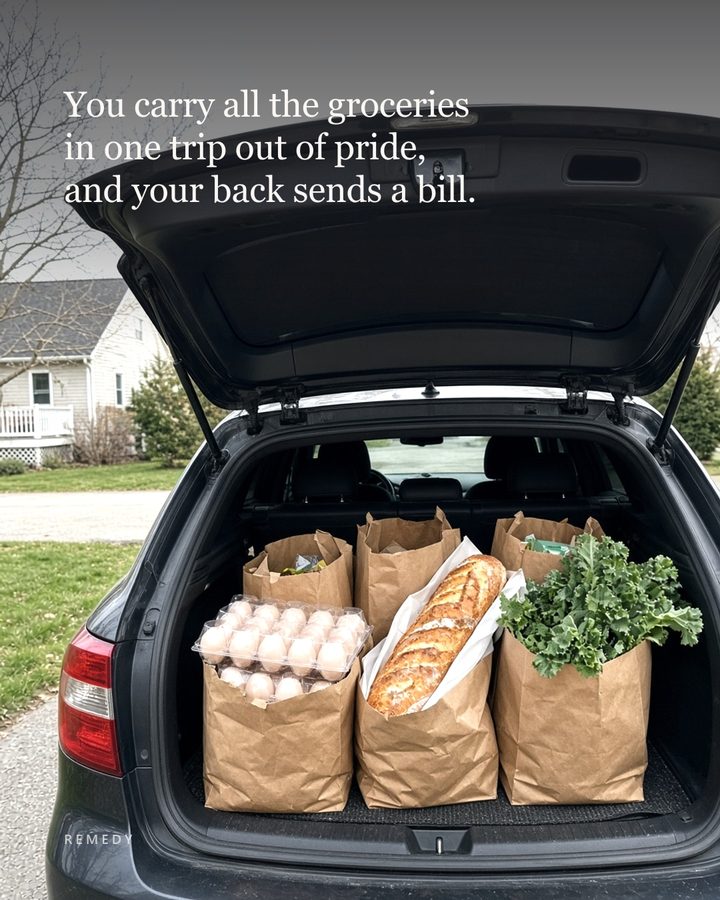 You carry all the groceries
in one trip out of pride,
and your back sends a bill.
REMEDY